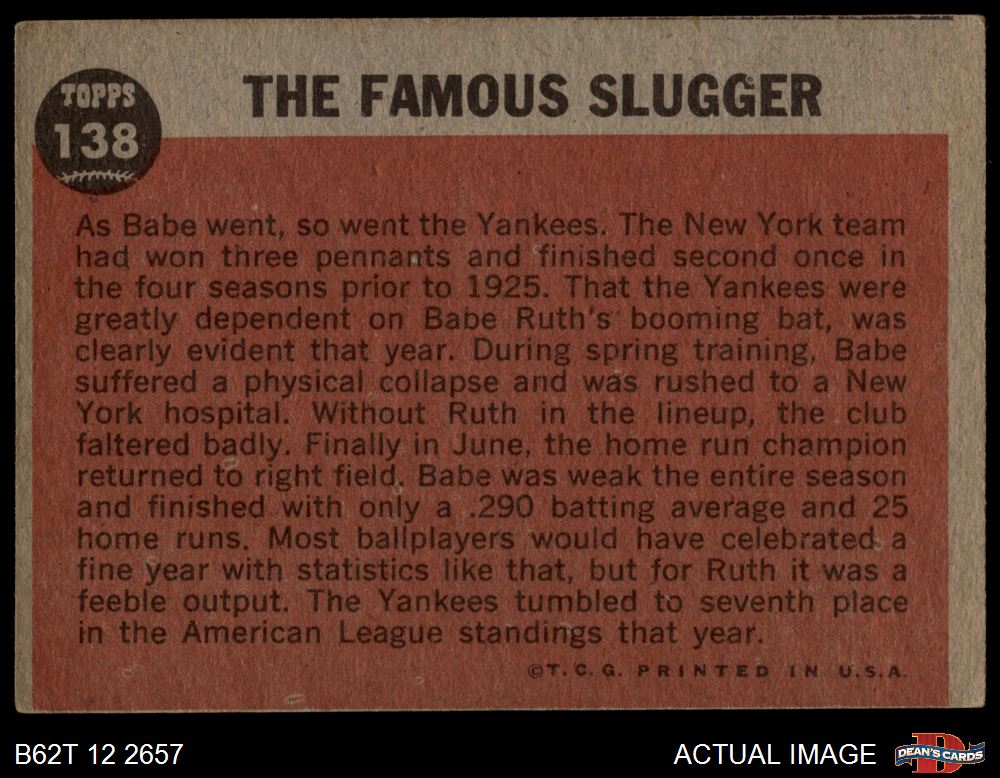 TOPPS
138
THE FAMOUS SLUGGER
As Babe went, so went the Yankees. The New York team
had won three pennants and finished second once in
the four seasons prior to 1925. That the Yankees were
greatly dependent on Babe Ruth's booming bat, was
clearly evident that year. During spring training, Babe
suffered a physical collapse and was rushed to a New
York hospital. Without Ruth in the lineup, the club
faltered badly. Finally in June, the home run champion
returned to right field. Babe was weak the entire season
and finished with only a .290 batting average and 25
home runs. Most ballplayers would have celebrated a
fine year with statistics like that, but for Ruth it was a
feeble output. The Yankees tumbled to seventh place
in the American League standings that year.
©T.C.G. PRINTED IN U.S.A.
B62T 12 2657
ACTUAL IMAGE
DEAN'S CARDS